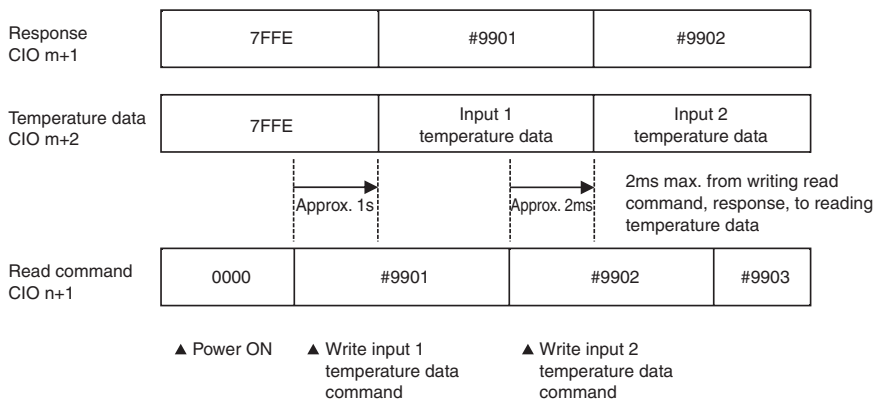 Response
CIO m+1
7FFE
#9901
#9902
Temperature data
CIO m+2
7FFE
Input 1
temperature data
Input 2
temperature data
Approx. 1s
Approx. 2ms
2ms max. from writing read
command, response, to reading
temperature data
Read command
CIO n+1
0000
#9901
#9902
#9903
▲ Power ON
▲ Write input 1
temperature data
command
▲ Write input 2
temperature data
command